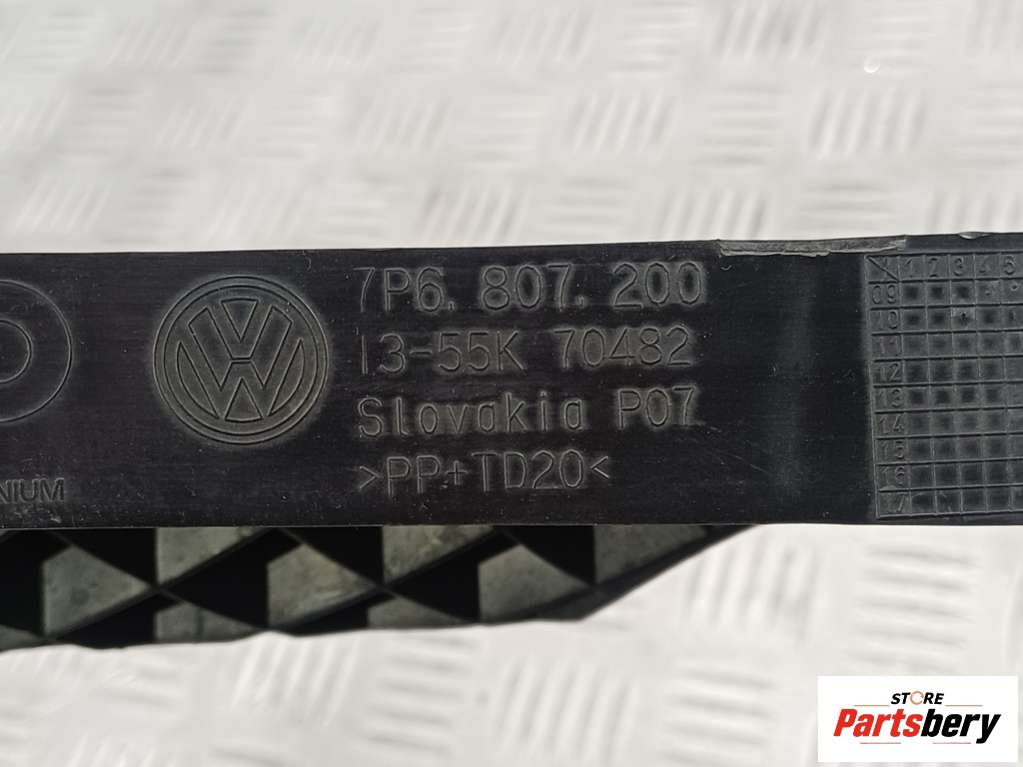 7P6. 807. 200
13-55K 70482
Slovakia P07
>PP+TD20<
NIUM
1 2 3 4 5
09
10
11
12
13
14
15
16
17
STORE
Partsbery